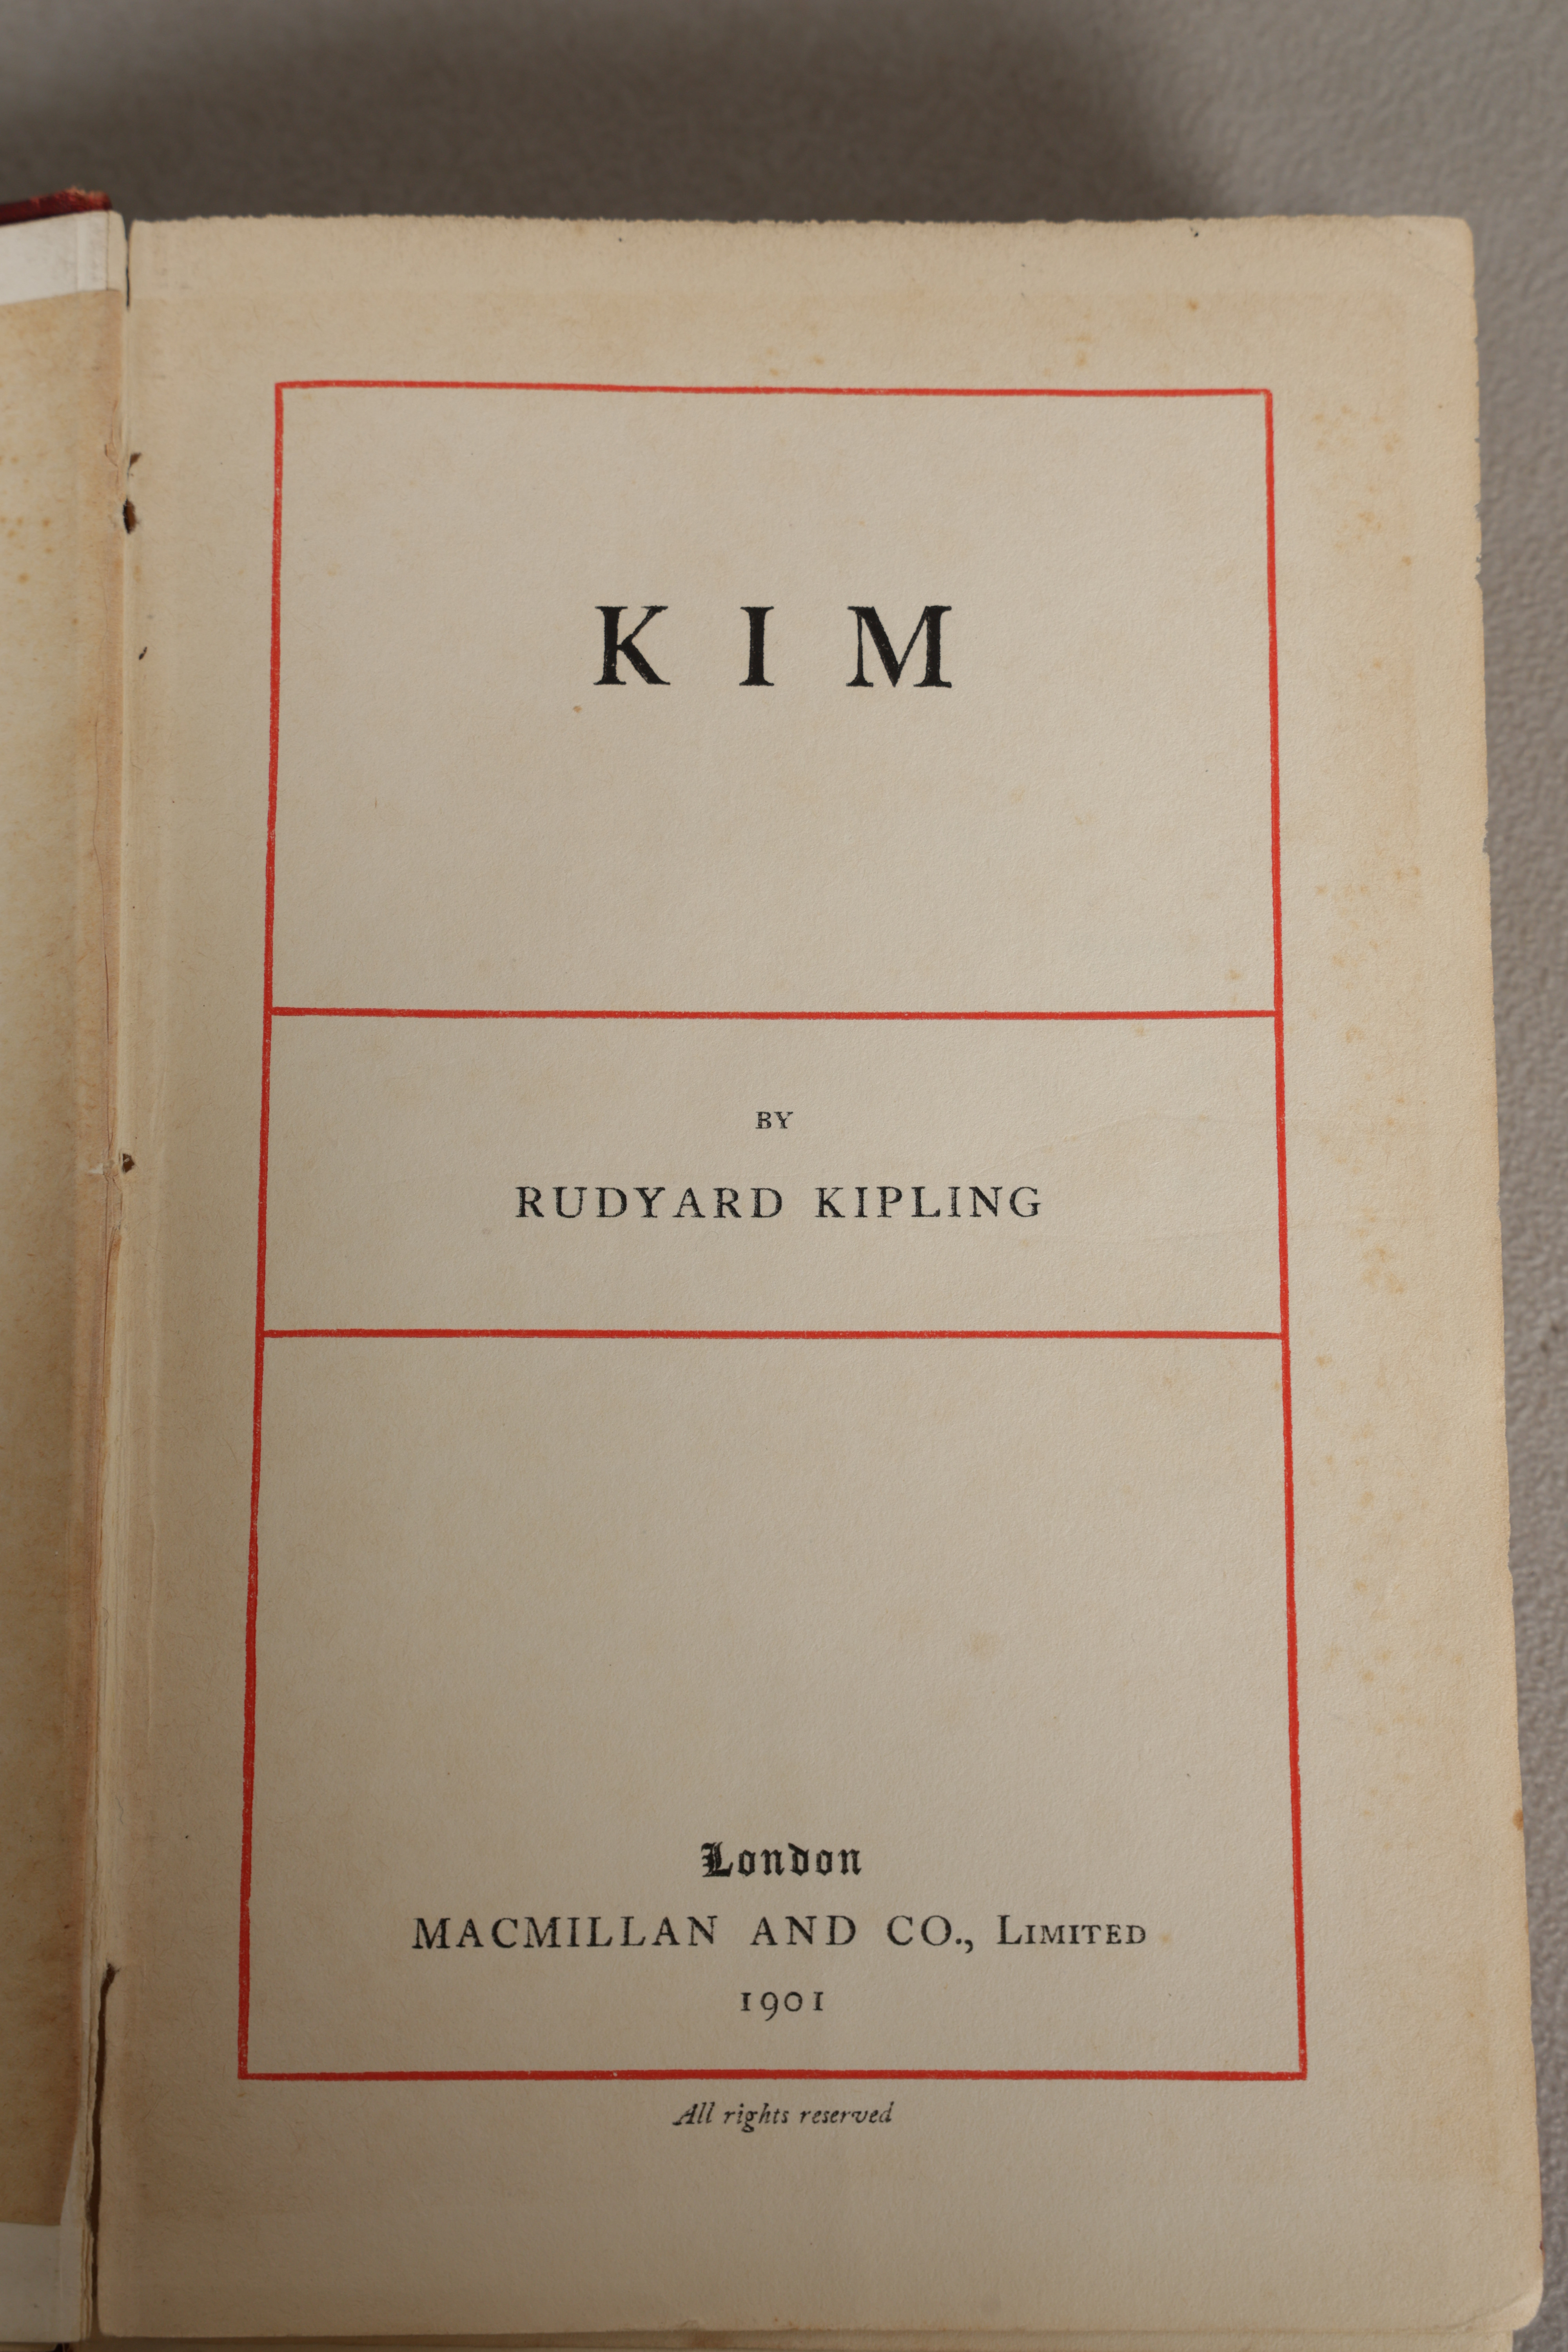 KIM
BY
RUDYARD KIPLING
London
MACMILLAN AND CO., LIMITED
1901
All rights reserved